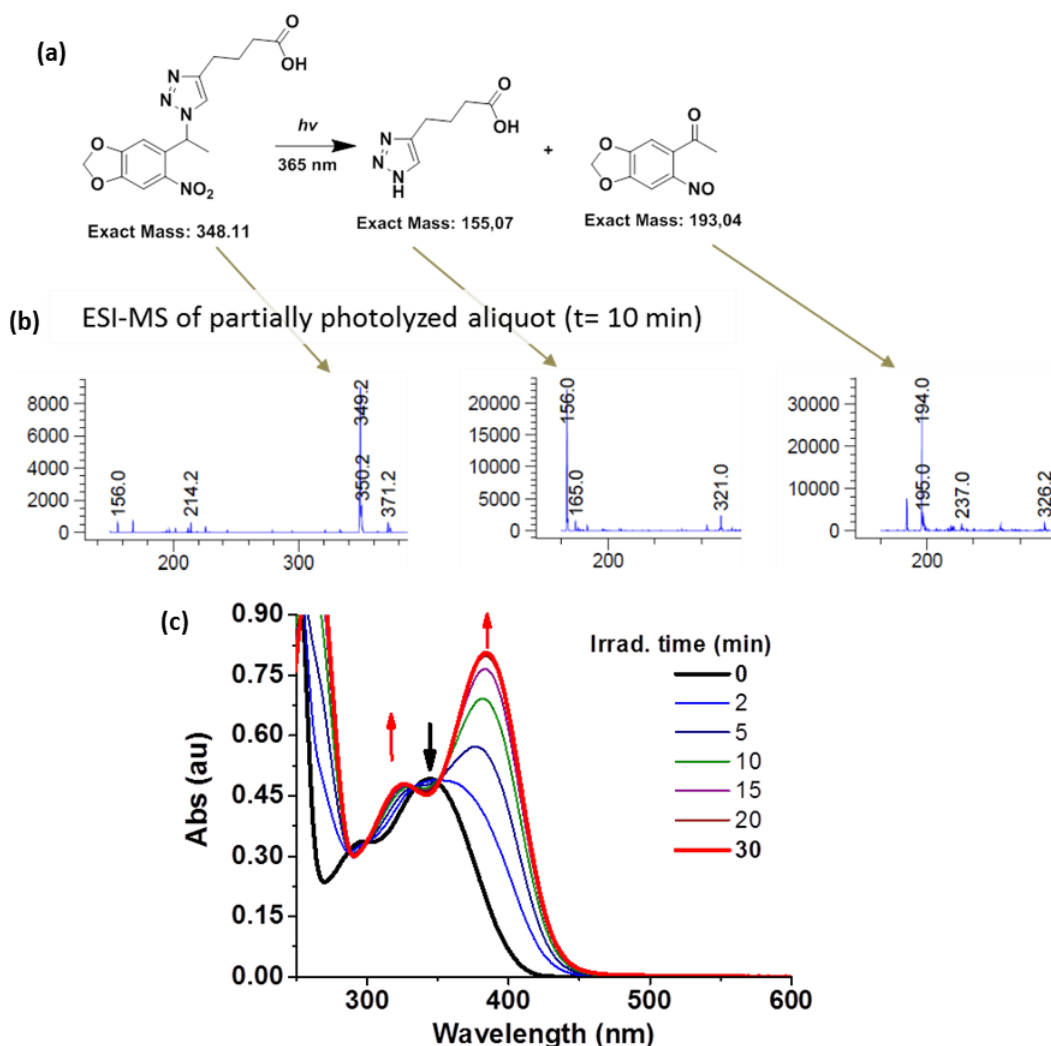 (a)
O
OH
N
N
N
O
O
NO2
Exact Mass: 348.11
hv
365 nm
O
OH
N
N
N
H
Exact Mass: 155,07
+
O
O
O
NO
Exact Mass: 193,04
(b) ESI-MS of partially photolyzed aliquot (t= 10 min)
8000
6000
4000
2000
0
156.0
214.2
349.2
350.2
371.2
200 300
20000
15000
10000
5000
0
156.0
165.0
321.0
200
30000
20000
10000
0
194.0
195.0
237.0
326.2
200
(c)
0.90
0.75
0.60
0.45
0.30
0.15
0.00
Abs (au)
300 400 500 600
Wavelength (nm)
Irrad. time (min)
0
2
5
10
15
20
30